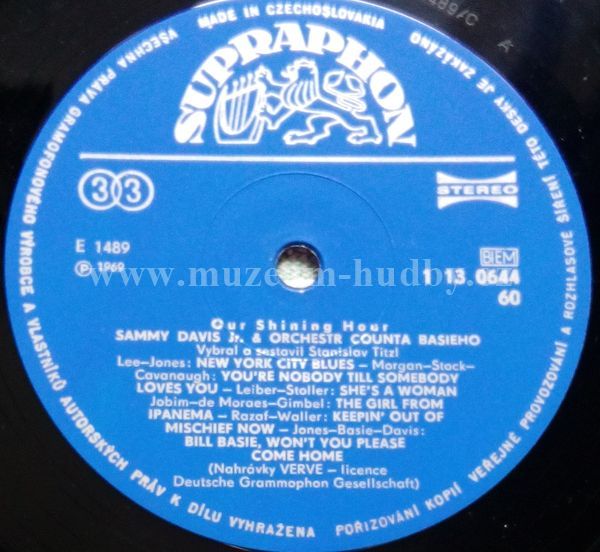 VŠECHNA PRÁVA GRAMOFONOVÉHO VÝROBCE A VLASTNÍKŮ AUTORSKÝCH PRÁV K DÍLU VYHRAŽENA
POŘIZOVÁNÍ KOPIÍ VEŘEJNÉ PROVOZOVÁNÍ A ROZHLASOVÉ ŠÍŘENÍ TÉTO DESKY JE ZAKÁZÁNO
MADE IN CZECHOSLOVAKIA
489/C A
SUPRAPHON
33
STEREO
E 1489
BIEM
℗ 1969
1 13 0644
60
www.muzeum-hudby.
Our Shining Hour
SAMMY DAVIS Jr. & ORCHESTR COUNTA BASIEHO
Vybral a sestavil Stanislav Titzl
Lee-Jones: NEW YORK CITY BLUES – Morgan-Stock-
Cavanaugh: YOU'RE NOBODY TILL SOMEBODY
LOVES YOU – Leiber-Stoller: SHE'S A WOMAN
Jobim-de Moraes-Gimbel: THE GIRL FROM
IPANEMA – Razaf-Waller: KEEPIN' OUT OF
MISCHIEF NOW – Jones-Basie-Davis:
BILL BASIE, WON'T YOU PLEASE
COME HOME
(Nahrávky VERVE – licence
Deutsche Grammophon Gesellschaft)